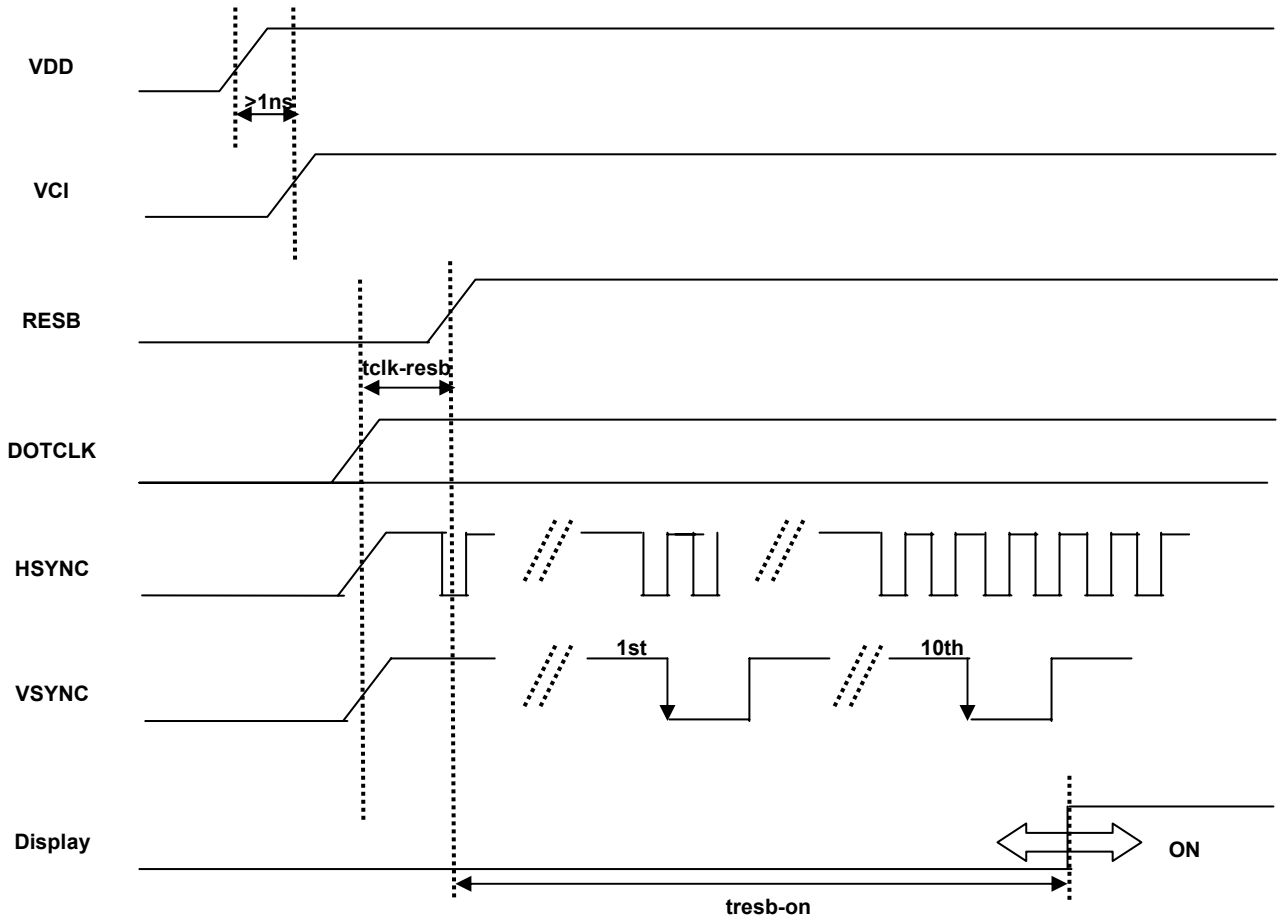 VDD
>1ns
VCI
RESB
tclk-resb
DOTCLK
HSYNC
1st
10th
VSYNC
Display
ON
tresb-on